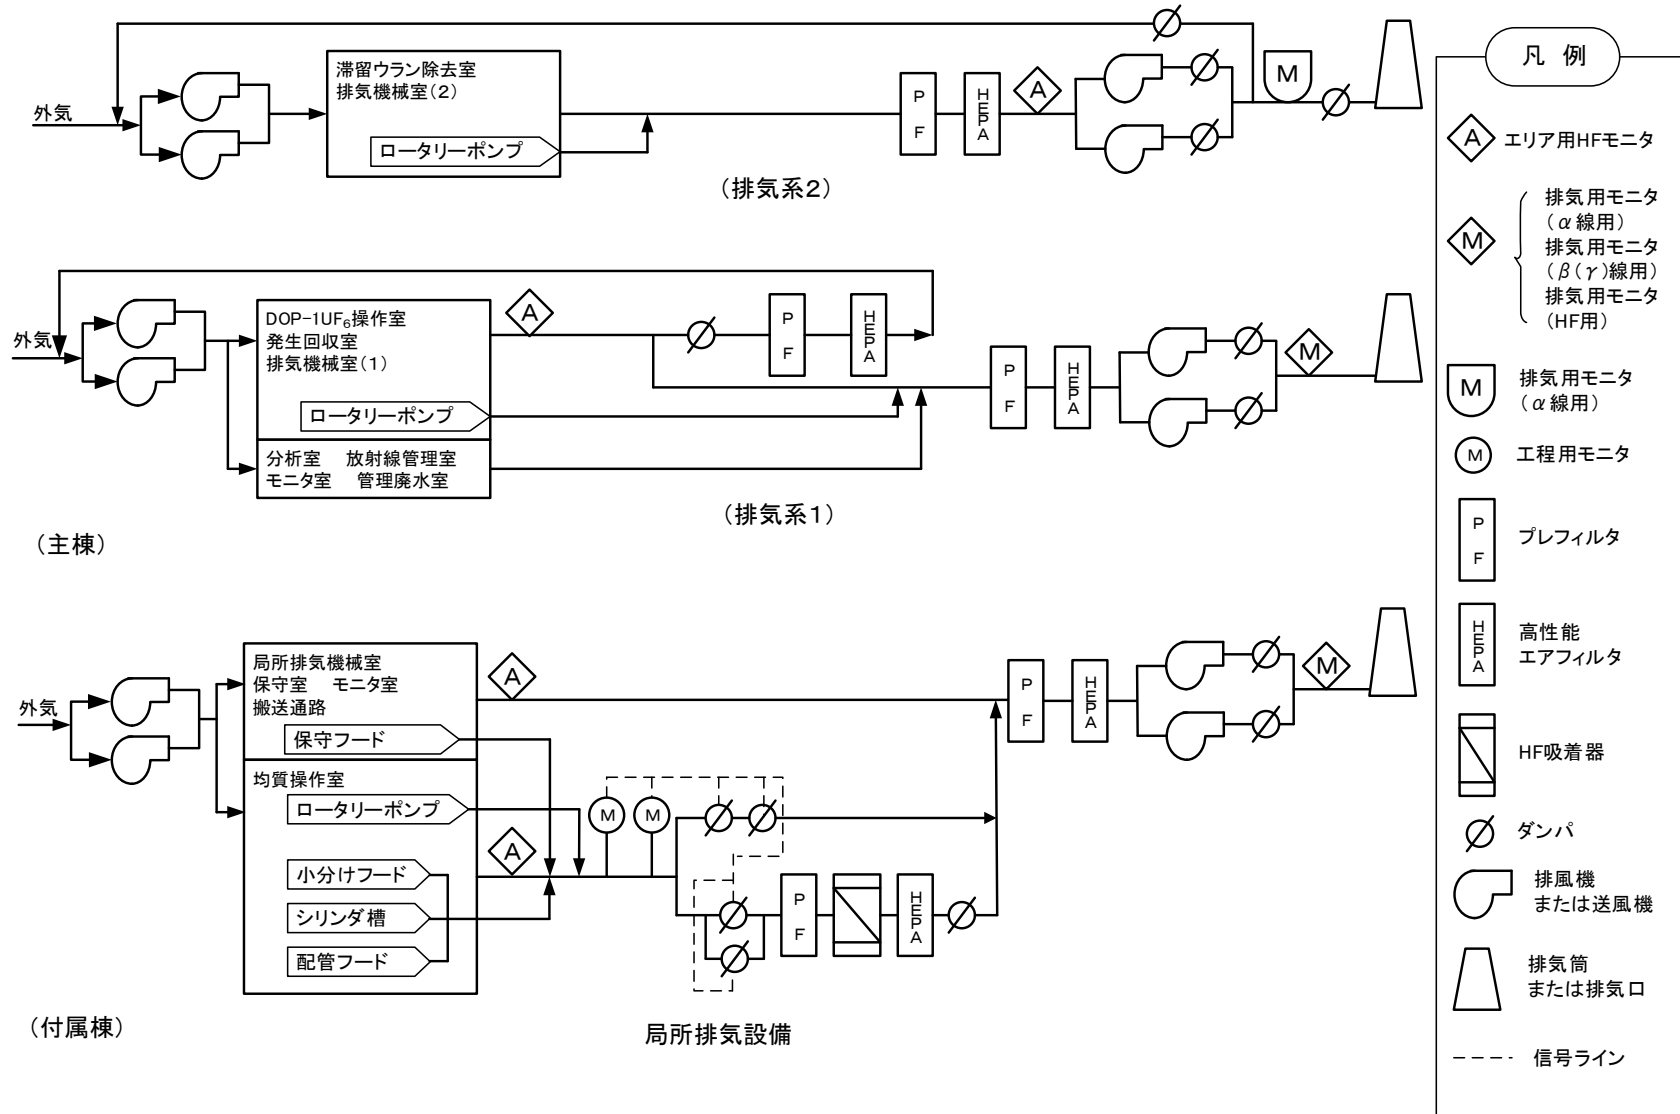 外気
滞留ウラン除去室
排気機械室(2)
ロータリーポンプ
P
F
HEPA
A
M
(排気系2)
外気
DOP-1UF₆操作室
発生回収室
排気機械室(1)
ロータリーポンプ
分析室 放射線管理室
モニタ室 管理廃水室
A
P
F
HEPA
P
F
HEPA
M
(排気系1)
(主棟)
外気
局所排気機械室
保守室 モニタ室
搬送通路
保守フード
均質操作室
ロータリーポンプ
小分けフード
シリンダ槽
配管フード
A
A
M
M
P
F
HEPA
P
F
HEPA
M
(付属棟)
局所排気設備
凡 例
A
エリア用HFモニタ
M
排気用モニタ
(α線用)
排気用モニタ
(β(γ)線用)
排気用モニタ
(HF用)
M
排気用モニタ
(α線用)
M
工程用モニタ
P
F
プレフィルタ
HEPA
高性能
エアフィルタ
HF吸着器
ダンパ
排風機
または送風機
排気筒
または排気口
信号ライン